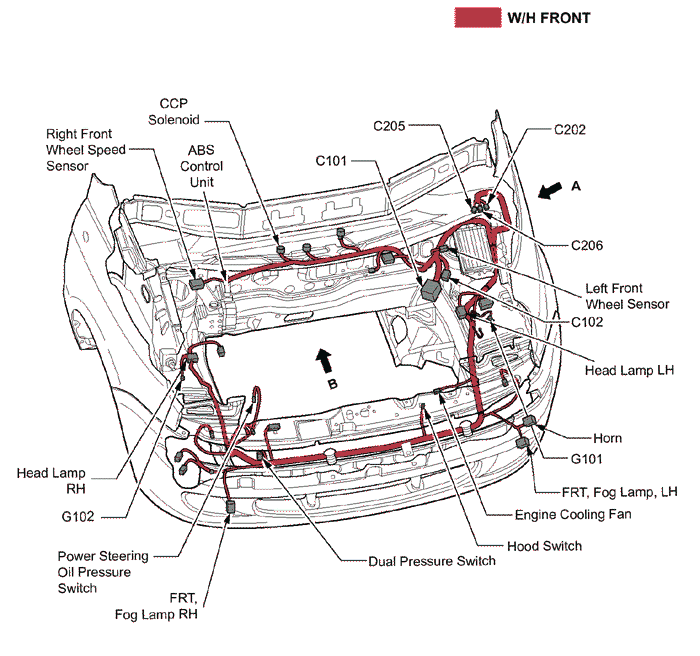 W/H FRONT
CCP
Solenoid
C205
C202
Right Front
Wheel Speed
Sensor
ABS
Control
Unit
C101
A
C206
Left Front
Wheel Sensor
C102
B
Head Lamp LH
Horn
Head Lamp
RH
G101
FRT, Fog Lamp, LH
G102
Engine Cooling Fan
Hood Switch
Power Steering
Oil Pressure
Switch
Dual Pressure Switch
FRT,
Fog Lamp RH